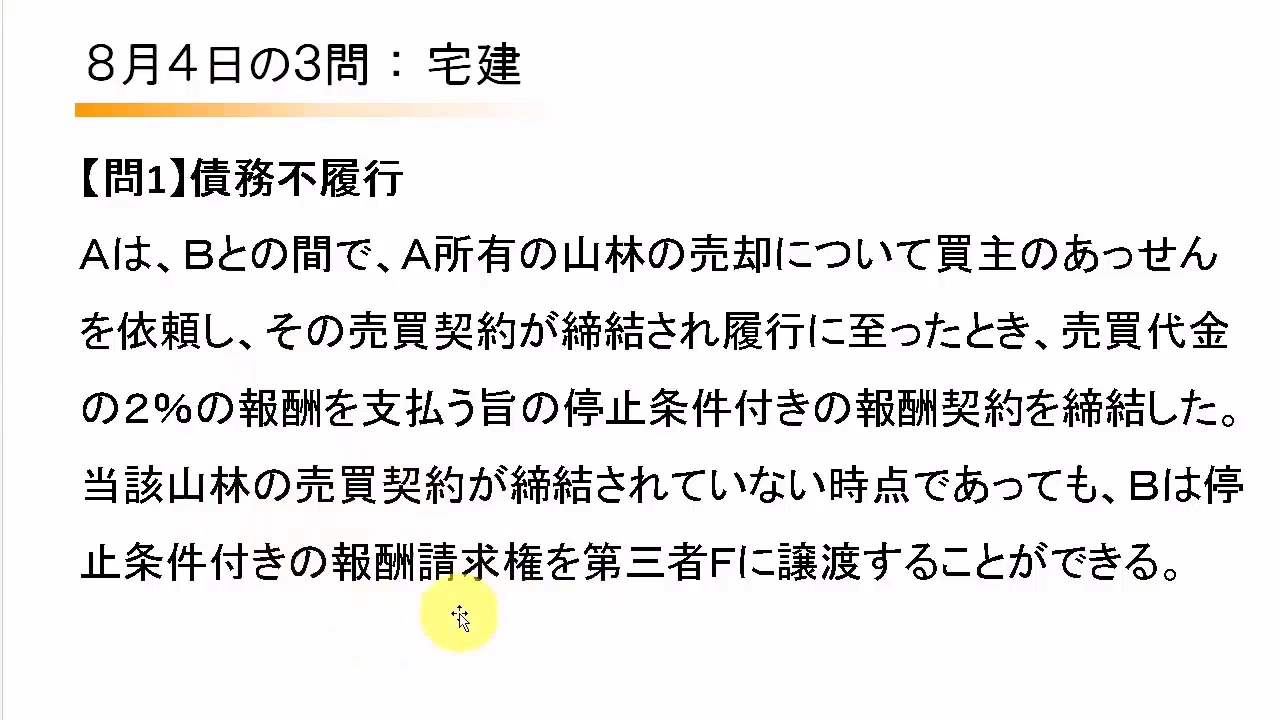 ８月４日の３問：宅建
【問1】債務不履行
Ａは、Ｂとの間で、Ａ所有の山林の売却について買主のあっせん
を依頼し、その売買契約が締結され履行に至ったとき、売買代金
の２％の報酬を支払う旨の停止条件付きの報酬契約を締結した。
当該山林の売買契約が締結されていない時点であっても、Ｂは停
止条件付きの報酬請求権を第三者Ｆに譲渡することができる。